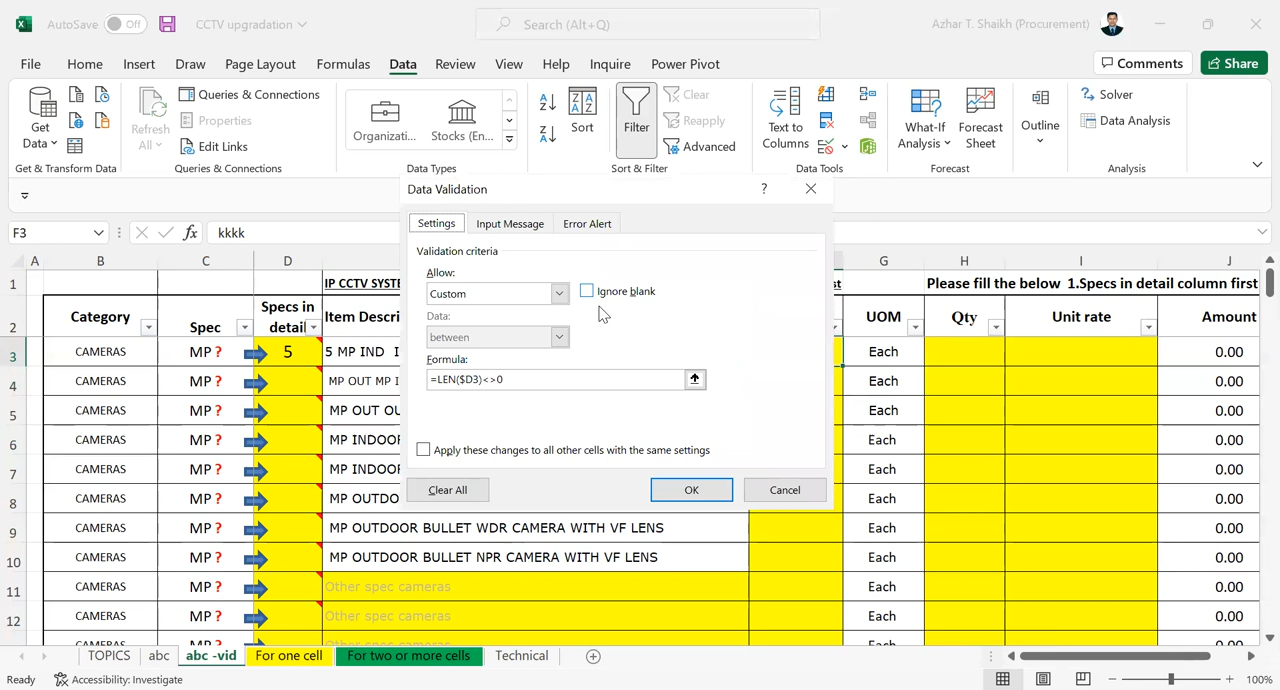 AutoSave Off CCTV upgradation Search (Alt+Q) Azhar T. Shaikh (Procurement)
File Home Insert Draw Page Layout Formulas Data Review View Help Inquire Power Pivot Comments Share
Get Data Refresh All Queries & Connections Properties Edit Links Organizati... Stocks (En... Sort Filter Clear Reapply Advanced Text to Columns What-If Analysis Forecast Sheet Outline Solver Data Analysis
Get & Transform Data Queries & Connections Data Types Sort & Filter Data Tools Forecast Analysis
Data Validation ?
F3 fx kkkk
Settings Input Message Error Alert
Validation criteria
Allow:
Custom Ignore blank
Data:
between
Formula:
=LEN($D3)<>0
Apply these changes to all other cells with the same settings
Clear All OK Cancel
A B C D G H I J
1 IP CCTV SYSTE Please fill the below 1.Specs in detail column first
2 Category Spec Specs in detail Item Descri UOM Qty Unit rate Amount
3 CAMERAS MP ? 5 5 MP IND I Each 0.00
4 CAMERAS MP ? MP OUT MP I Each 0.00
5 CAMERAS MP ? MP OUT OU Each 0.00
6 CAMERAS MP ? MP INDOOR Each 0.00
7 CAMERAS MP ? MP INDOOR Each 0.00
8 CAMERAS MP ? MP OUTDO Each 0.00
9 CAMERAS MP ? MP OUTDOOR BULLET WDR CAMERA WITH VF LENS Each 0.00
10 CAMERAS MP ? MP OUTDOOR BULLET NPR CAMERA WITH VF LENS Each 0.00
11 CAMERAS MP ? Other spec cameras Each 0.00
12 CAMERAS MP ? Other spec cameras Each 0.00
CAMERAS MP ? Other spec cameras Each 0.00
TOPICS abc abc -vid For one cell For two or more cells Technical
Ready Accessibility: Investigate 100%